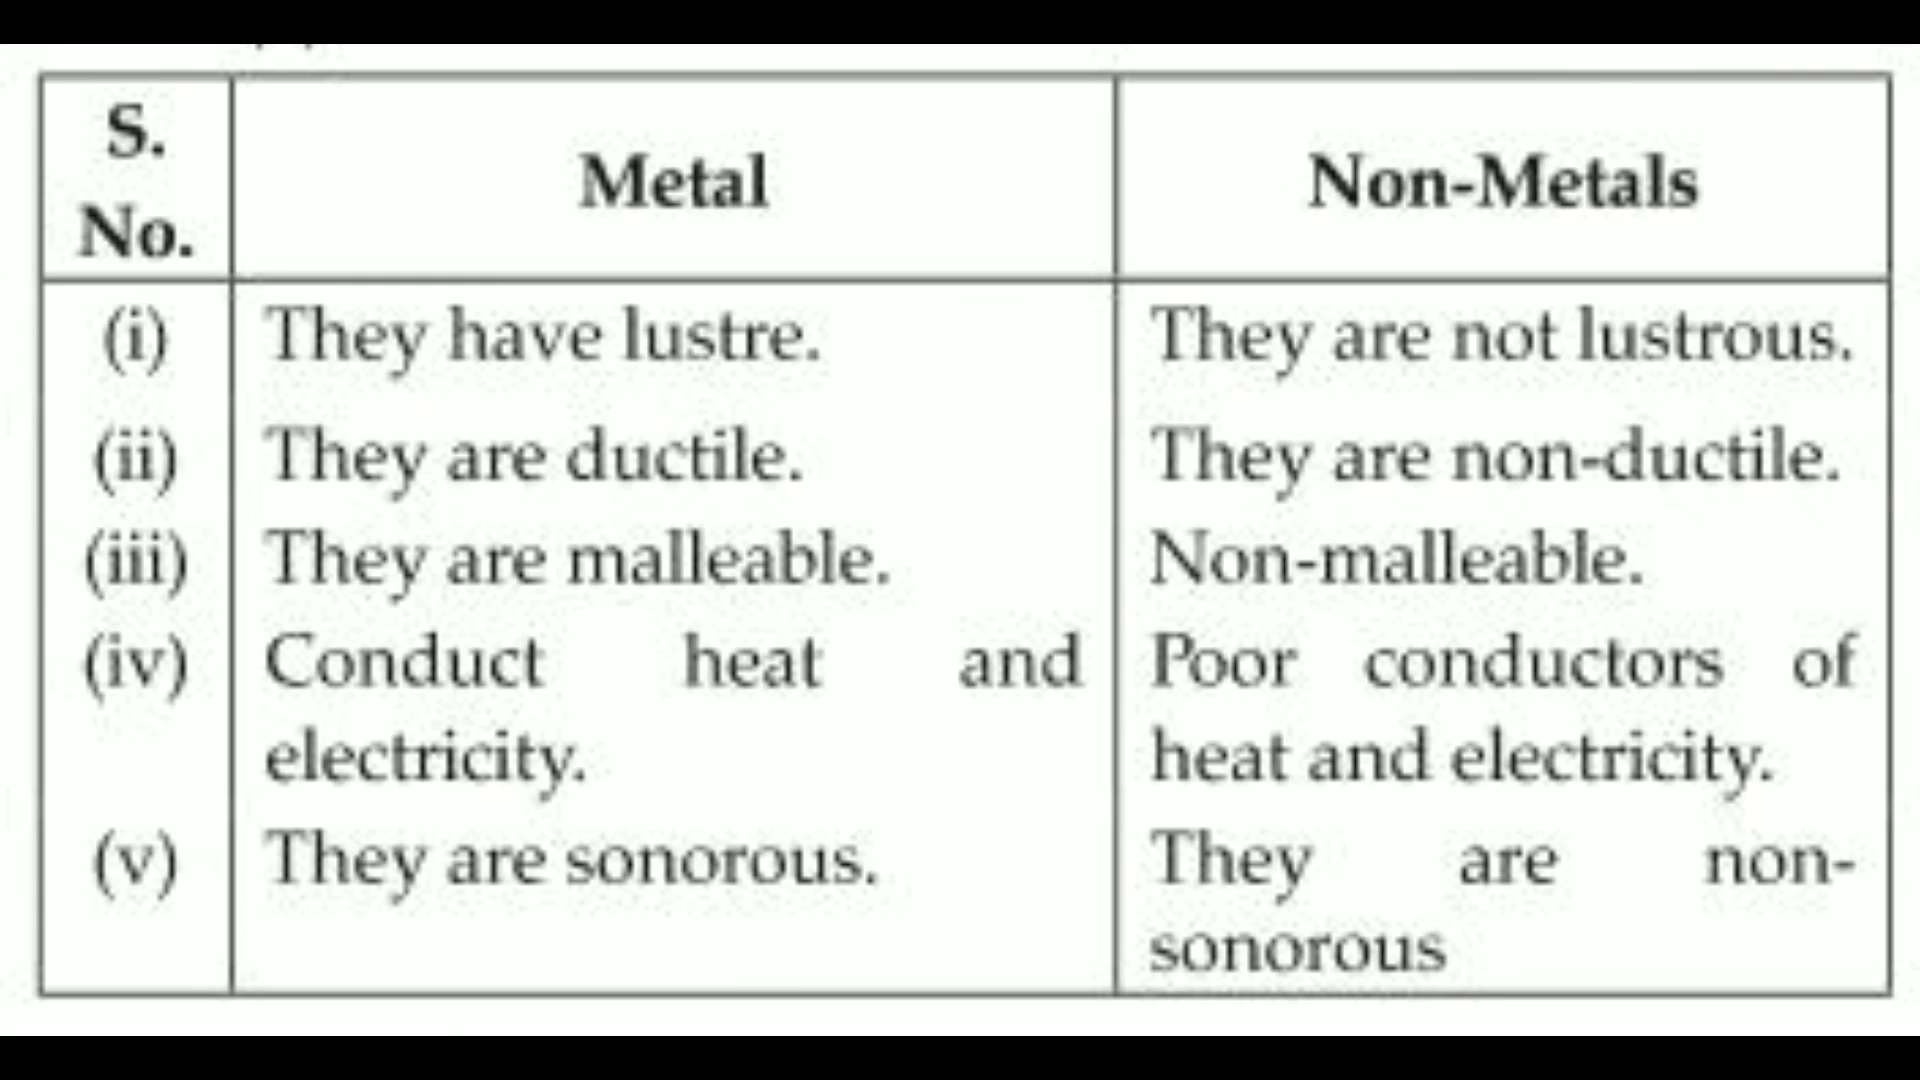 S.
No.
Metal
Non-Metals
(i)
They have lustre.
They are not lustrous.
(ii)
They are ductile.
They are non-ductile.
(iii)
They are malleable.
Non-malleable.
(iv)
Conduct heat and
electricity.
Poor conductors of
heat and electricity.
(v)
They are sonorous.
They are non-
sonorous